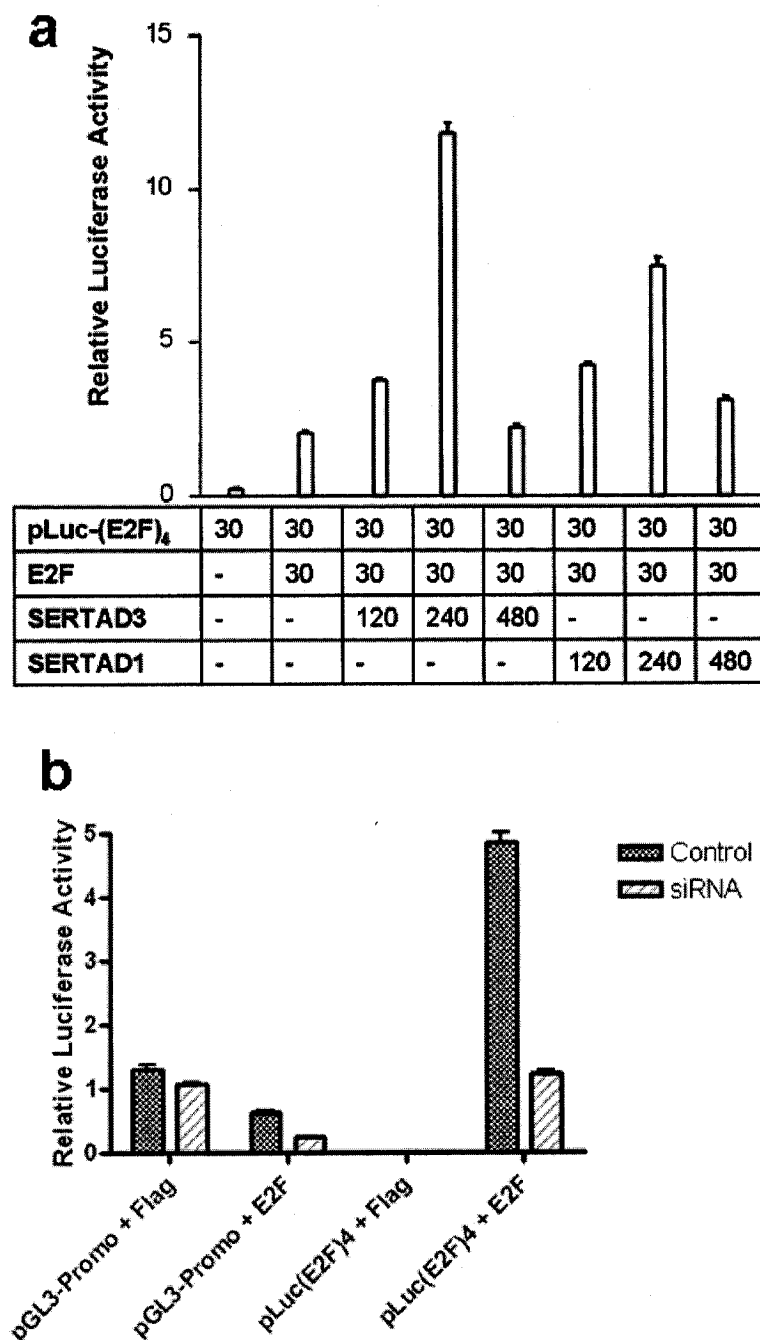 a
Relative Luciferase Activity
15
10
5
0
pLuc-(E2F)₄ 30 30 30 30 30 30 30 30
E2F - 30 30 30 30 30 30 30
SERTAD3 - - 120 240 480 - - -
SERTAD1 - - - - - 120 240 480
b
Relative Luciferase Activity
5
4
3
2
1
0
Control
siRNA
pGL3-Promo + Flag
pGL3-Promo + E2F
pLuc(E2F)4 + Flag
pLuc(E2F)4 + E2F